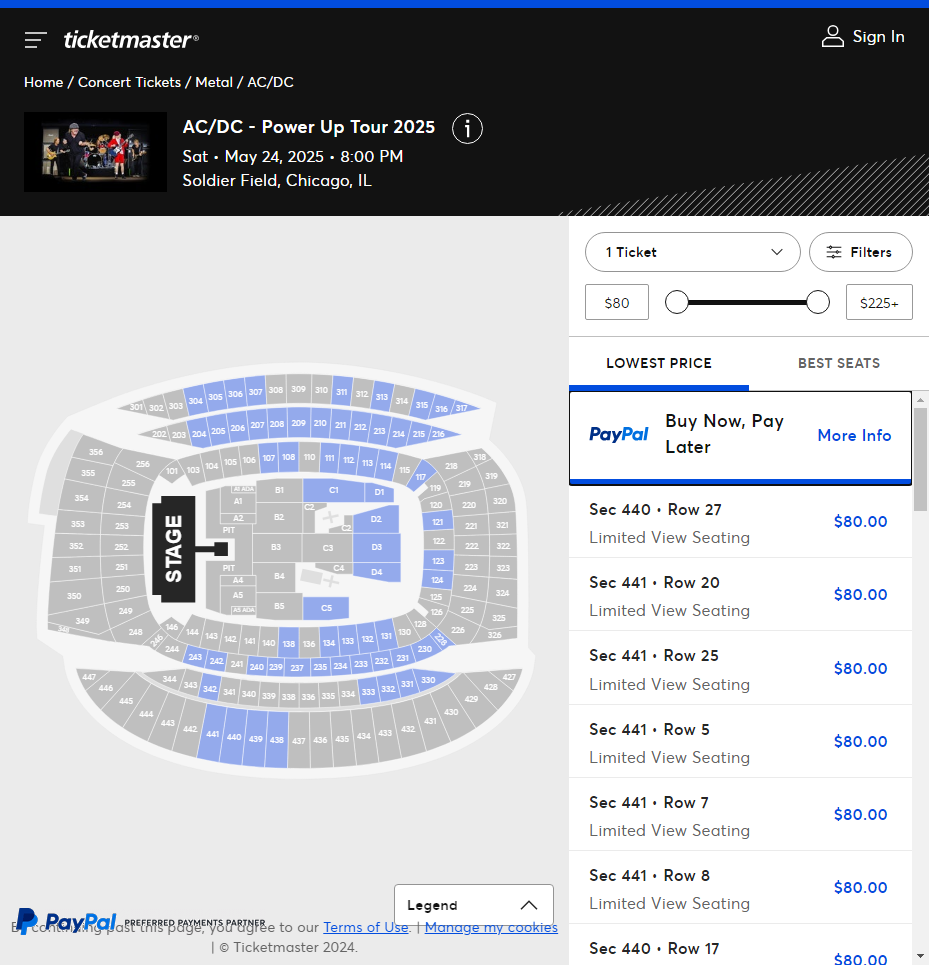 ticketmaster®
Sign In
Home / Concert Tickets / Metal / AC/DC
AC/DC - Power Up Tour 2025
Sat • May 24, 2025 • 8:00 PM
Soldier Field, Chicago, IL
1 Ticket
Filters
$80
$225+
LOWEST PRICE
BEST SEATS
PayPal
Buy Now, Pay
Later
More Info
Sec 440 • Row 27
Limited View Seating
$80.00
Sec 441 • Row 20
Limited View Seating
$80.00
Sec 441 • Row 25
Limited View Seating
$80.00
Sec 441 • Row 5
Limited View Seating
$80.00
Sec 441 • Row 7
Limited View Seating
$80.00
Sec 441 • Row 8
Limited View Seating
$80.00
Sec 440 • Row 17
$80.00
301 302 303 304 305 306 307 308 309 310 311 312 313 314 315 316 317
202 203 204 205 206 207 208 209 210 211 212 213 214 215 216
101 103 104 105 106 107 108 110 111 112 113 114 115 117
356 256 218 318
355 255 119 219 319
354 254 120 220 320
353 253 121 221 321
352 252 122 222 322
351 251 123 223 323
350 250 124 224 324
349 249 125 225 325
348 248 126 226 326
246 146 128 228
A1 ADA B1 C1 D1
A1 C2
A2 B2 C2 D2
PIT
STAGE B3 C3 D3
PIT C4 D4
A4 B4
A5
A5 ADA B5 C5
144 143 142 141 140 138 136 134 133 132 131 130
244 243 242 241 240 239 237 235 234 233 232 231 230
344 343 342 341 340 339 338 336 335 334 333 332 331 330
447 446 445 444 443 442 441 440 439 438 437 436 435 434 433 432 431 430 429 428 427
Legend
PayPal PREFERRED PAYMENTS PARTNER
By continuing past this page, you agree to our Terms of Use. | Manage my cookies
| © Ticketmaster 2024.